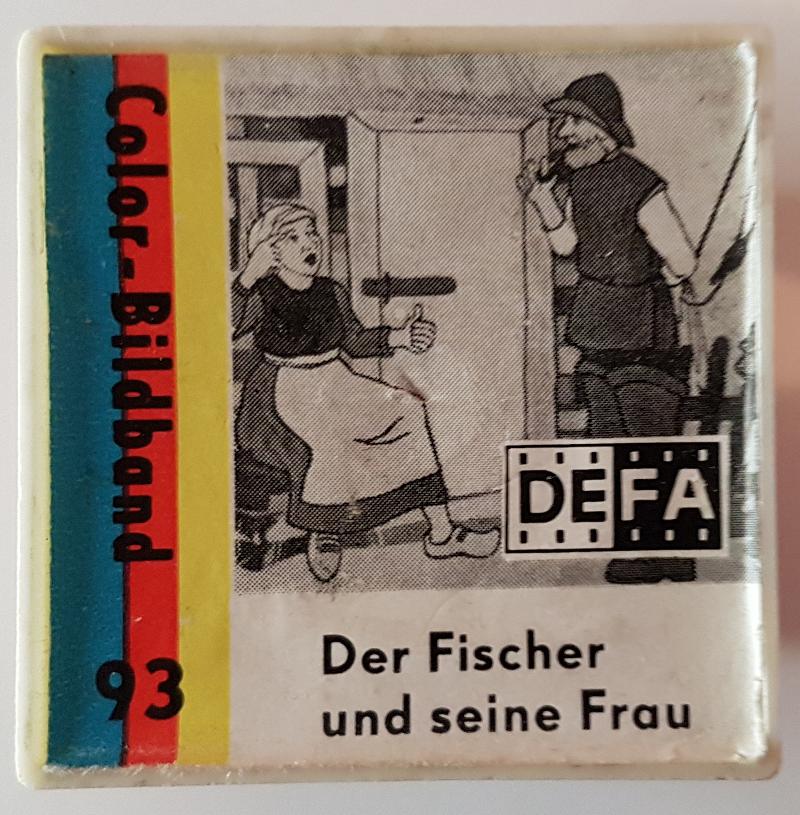 Color-Bildband
93
DEFA
Der Fischer
und seine Frau